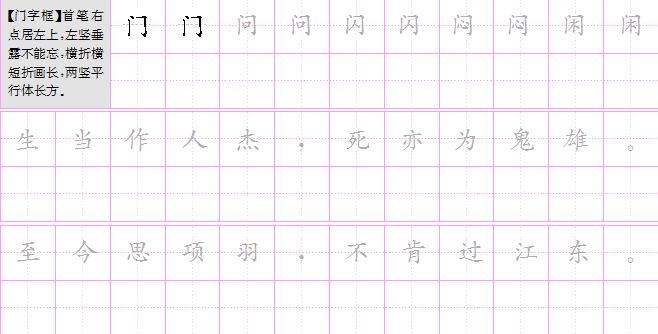 【门字框】首笔右
点居左上,左竖垂
露不能忘,横折横
短折画长,两竖平
行体长方。
门门问问闪闪闷闷闲闲
生当作人杰，死亦为鬼雄。
至今思项羽，不肯过江东。